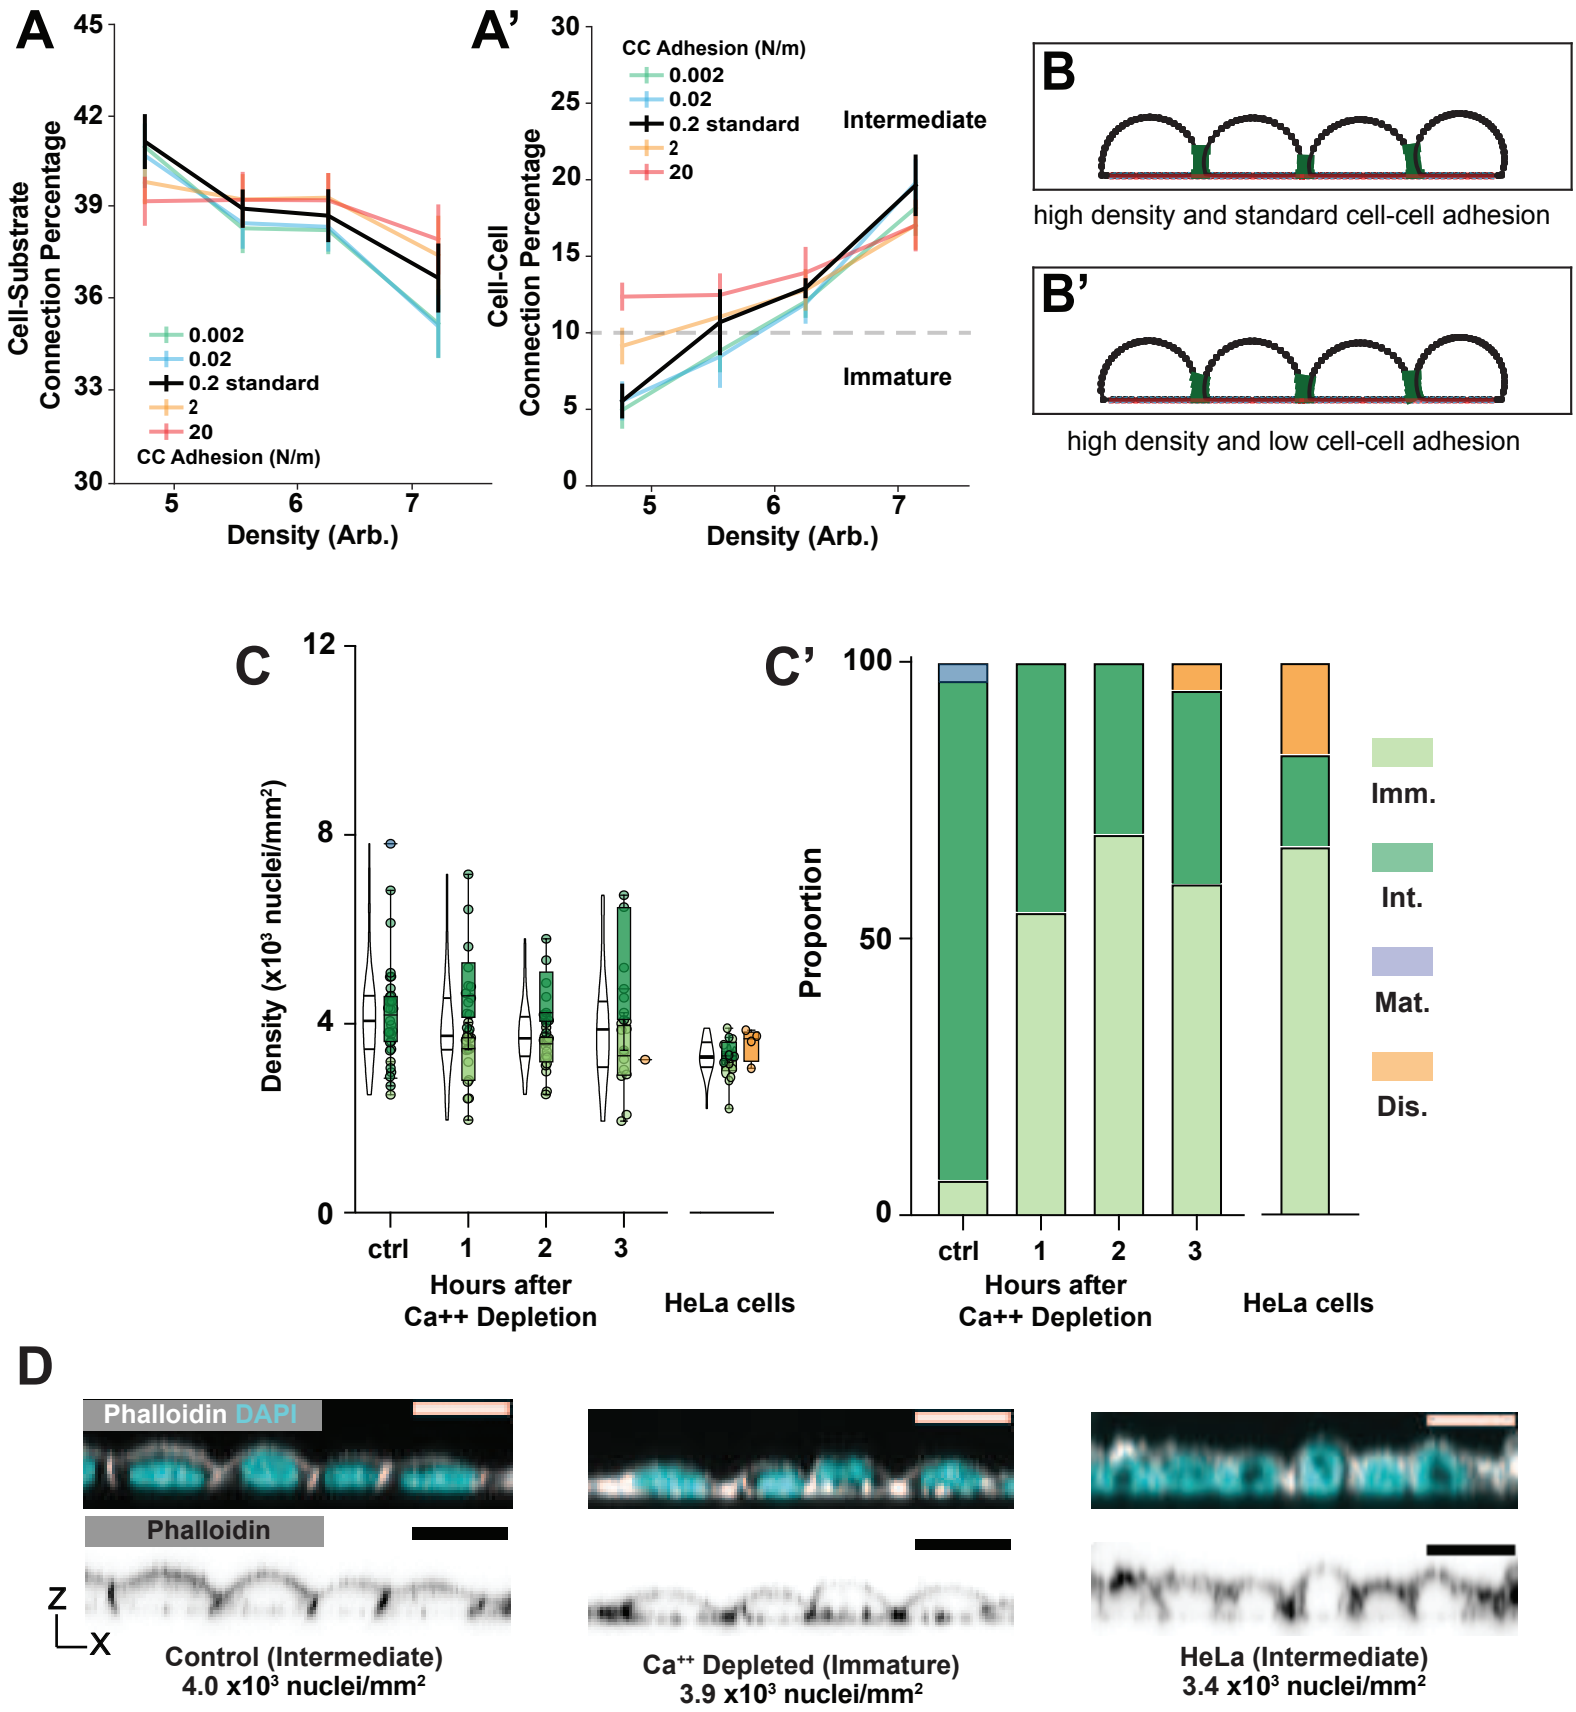 A
45
42
39
36
33
30
Cell-Substrate
Connection Percentage
0.002
0.02
0.2 standard
2
20
CC Adhesion (N/m)
5
6
7
Density (Arb.)
A’
30
25
20
15
10
5
0
Cell-Cell
Connection Percentage
CC Adhesion (N/m)
0.002
0.02
0.2 standard
2
20
Intermediate
Immature
5
6
7
Density (Arb.)
B
high density and standard cell-cell adhesion
B’
high density and low cell-cell adhesion
C
12
8
4
0
Density (x10³ nuclei/mm²)
ctrl
1
2
3
Hours after
Ca++ Depletion
HeLa cells
C’
100
50
0
Proportion
ctrl
1
2
3
Hours after
Ca++ Depletion
HeLa cells
Imm.
Int.
Mat.
Dis.
D
Phalloidin DAPI
Phalloidin
Z
X
Control (Intermediate)
4.0 x10³ nuclei/mm²
Ca⁺⁺ Depleted (Immature)
3.9 x10³ nuclei/mm²
HeLa (Intermediate)
3.4 x10³ nuclei/mm²